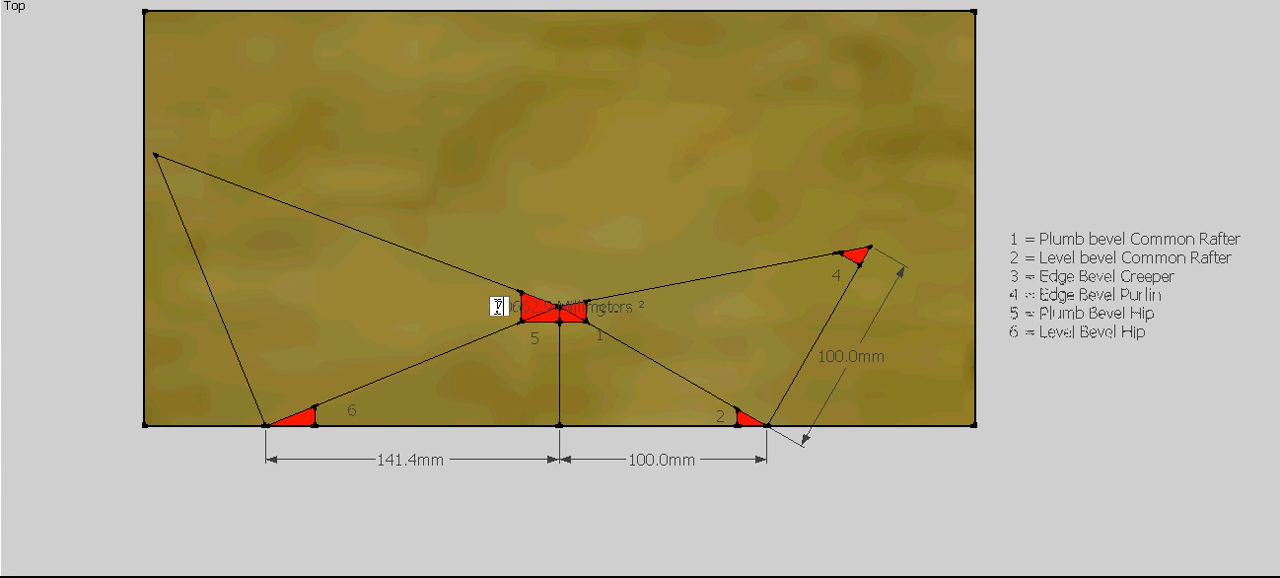 Top
1 = Plumb bevel Common Rafter
2 = Level bevel Common Rafter
3 = Edge Bevel Creeper
4 = Edge Bevel Purlin
5 = Plumb Bevel Hip
6 = Level Bevel Hip
4
Millimeters ²
5
1
100.0mm
6
2
141.4mm
100.0mm